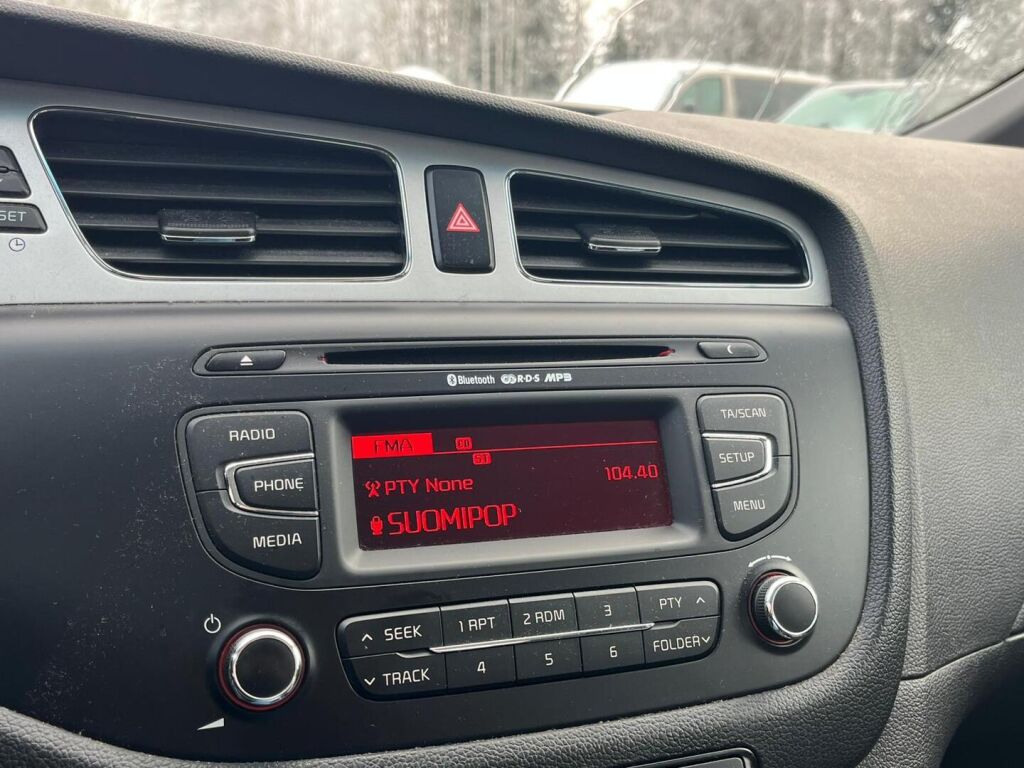 SET
Bluetooth R·D·S MP3
RADIO
PHONE
MEDIA
FMA CD
ST
PTY None 104.40
SUOMIPOP
TA/SCAN
SETUP
MENU
SEEK 1 RPT 2 RDM 3 PTY
TRACK 4 5 6 FOLDER